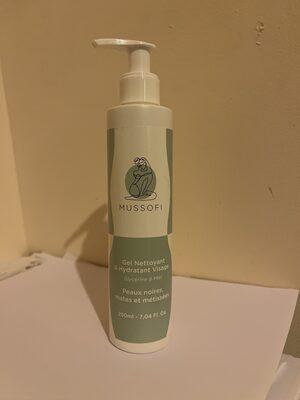 MUSSOFI
Gel Nettoyant
& Hydratant Visage
Glycérine & Miel
Peaux noires,
mates et métissées
200ml - 7,04 Fl. Oz